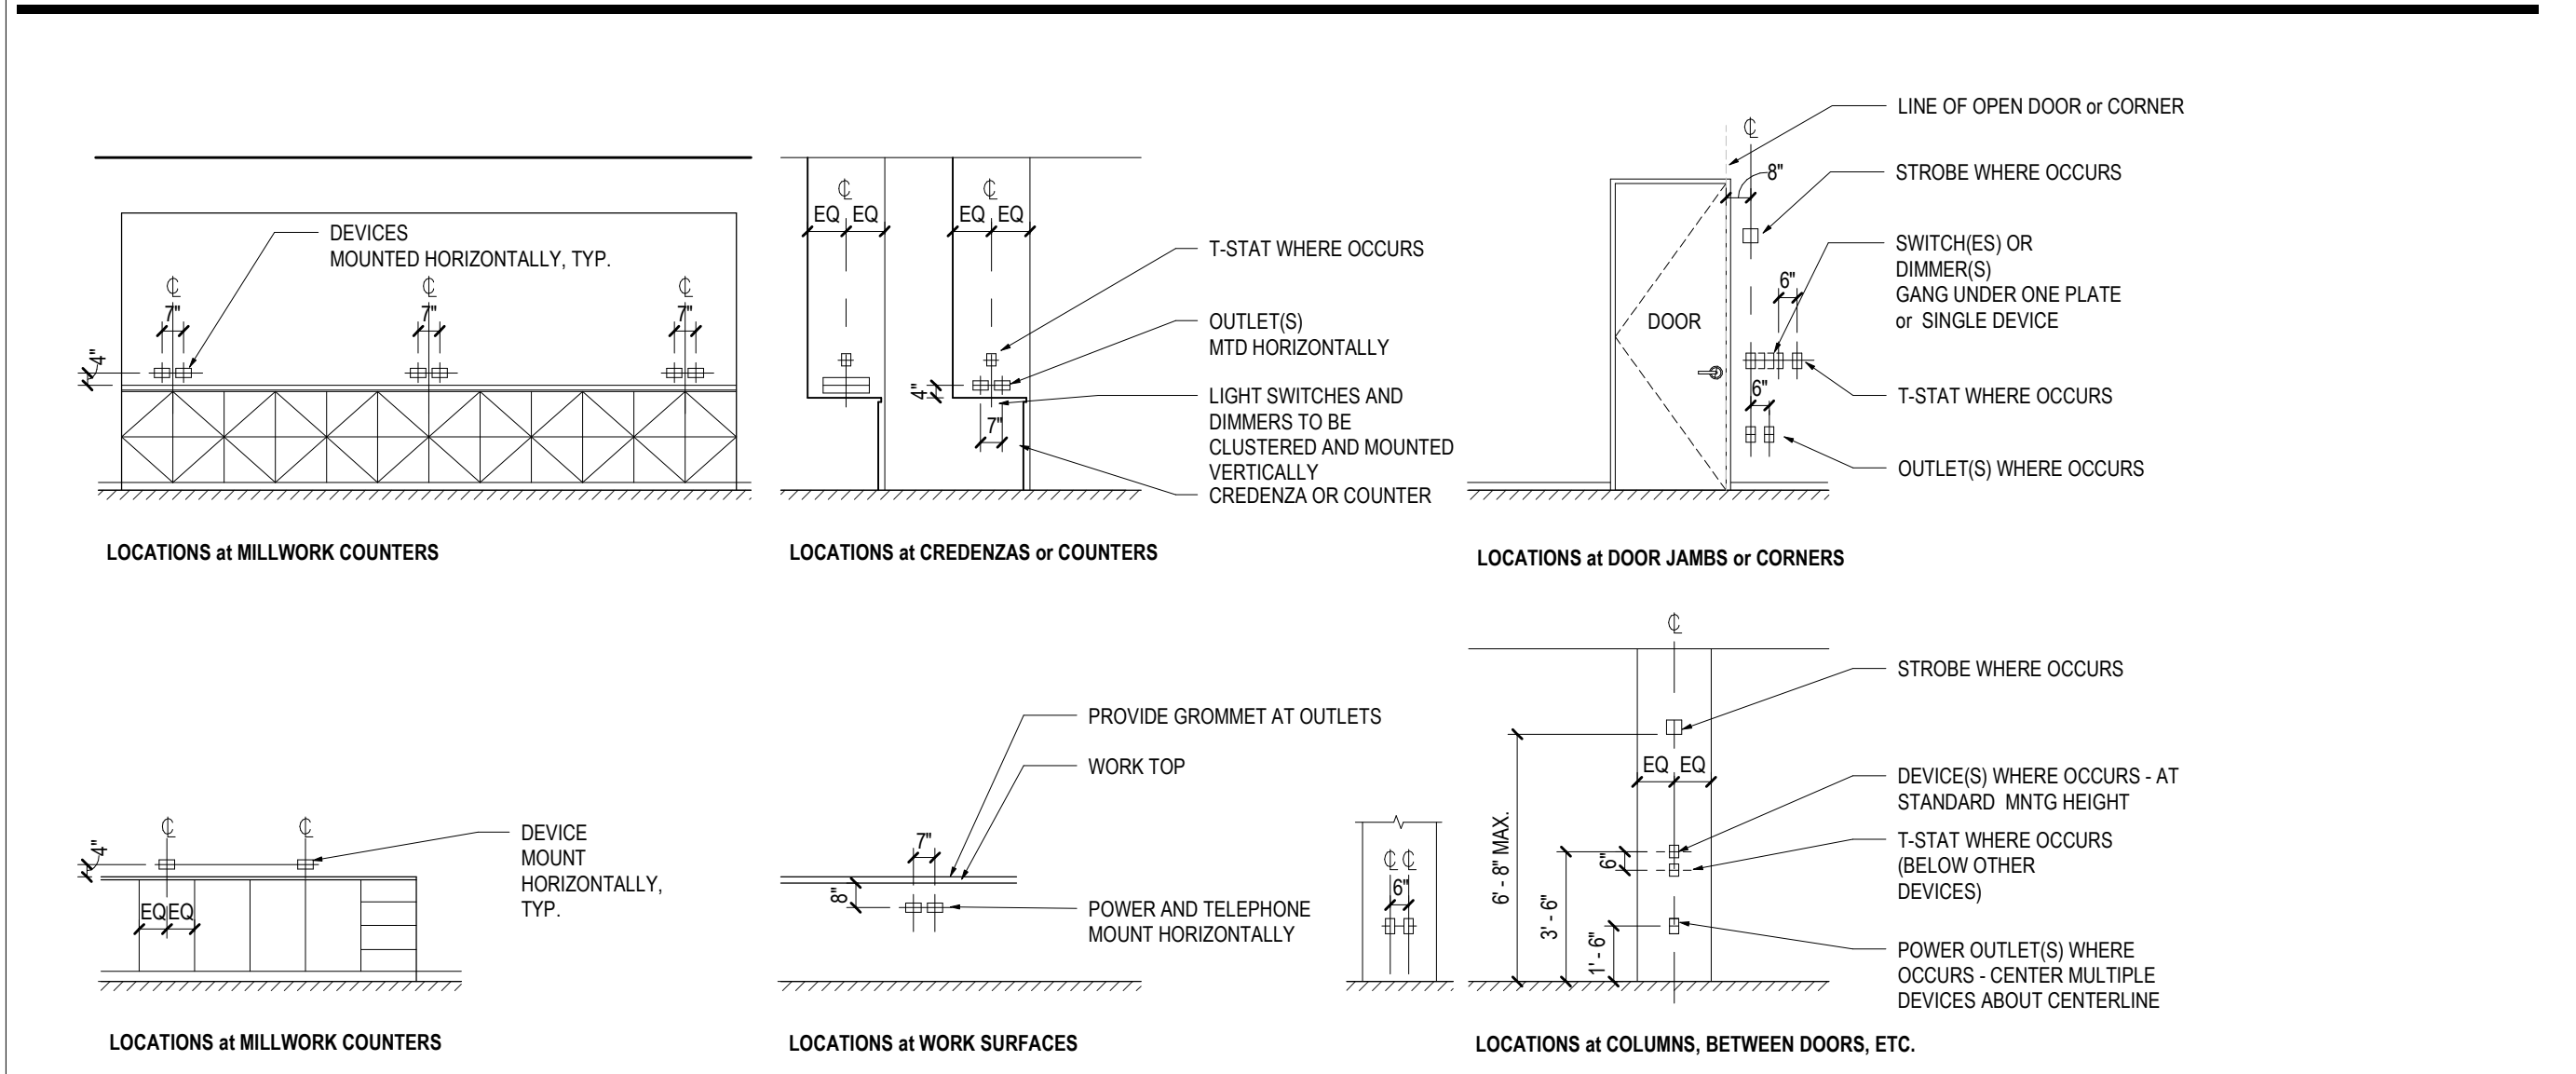 DEVICES
MOUNTED HORIZONTALLY, TYP.
℄
℄
℄
7"
7"
7"
4"
LOCATIONS at MILLWORK COUNTERS
℄
℄
EQ EQ
EQ EQ
T-STAT WHERE OCCURS
OUTLET(S)
MTD HORIZONTALLY
4"
7"
LIGHT SWITCHES AND
DIMMERS TO BE
CLUSTERED AND MOUNTED
VERTICALLY
CREDENZA OR COUNTER
LOCATIONS at CREDENZAS or COUNTERS
LINE OF OPEN DOOR or CORNER
℄
8"
STROBE WHERE OCCURS
SWITCH(ES) OR
DIMMER(S)
GANG UNDER ONE PLATE
or SINGLE DEVICE
6"
DOOR
T-STAT WHERE OCCURS
6"
OUTLET(S) WHERE OCCURS
LOCATIONS at DOOR JAMBS or CORNERS
℄
℄
4"
DEVICE
MOUNT
HORIZONTALLY,
TYP.
EQ EQ
LOCATIONS at MILLWORK COUNTERS
PROVIDE GROMMET AT OUTLETS
WORK TOP
7"
8"
POWER AND TELEPHONE
MOUNT HORIZONTALLY
LOCATIONS at WORK SURFACES
℄ ℄
6"
℄
STROBE WHERE OCCURS
EQ EQ
DEVICE(S) WHERE OCCURS - AT
STANDARD MNTG HEIGHT
T-STAT WHERE OCCURS
(BELOW OTHER
DEVICES)
6' - 8" MAX.
3' - 6"
6"
1' - 6"
POWER OUTLET(S) WHERE
OCCURS - CENTER MULTIPLE
DEVICES ABOUT CENTERLINE
LOCATIONS at COLUMNS, BETWEEN DOORS, ETC.